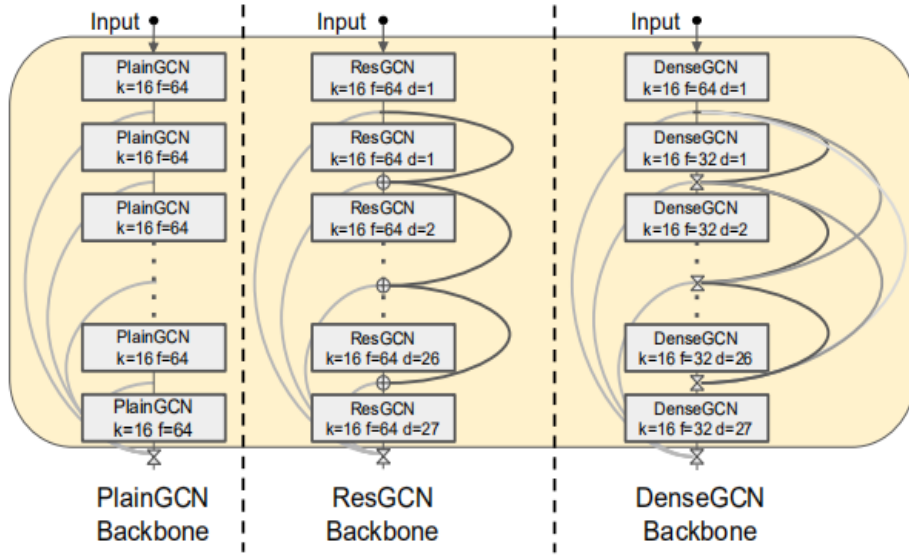 Input
PlainGCN
k=16 f=64
PlainGCN
k=16 f=64
PlainGCN
k=16 f=64
PlainGCN
k=16 f=64
PlainGCN
k=16 f=64
PlainGCN
Backbone
Input
ResGCN
k=16 f=64 d=1
ResGCN
k=16 f=64 d=1
ResGCN
k=16 f=64 d=2
ResGCN
k=16 f=64 d=26
ResGCN
k=16 f=64 d=27
ResGCN
Backbone
Input
DenseGCN
k=16 f=64 d=1
DenseGCN
k=16 f=32 d=1
DenseGCN
k=16 f=32 d=2
DenseGCN
k=16 f=32 d=26
DenseGCN
k=16 f=32 d=27
DenseGCN
Backbone